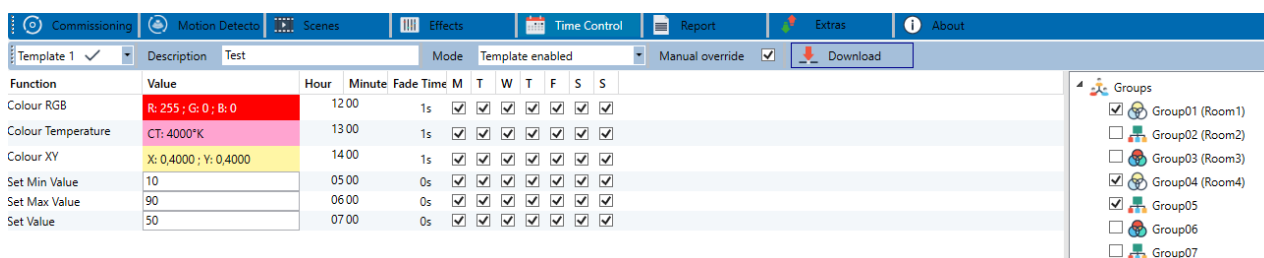 Commissioning Motion Detecto Scenes Effects Time Control Report Extras About
Template 1 Description Test Mode Template enabled Manual override Download
Function Value Hour Minute Fade Time M T W T F S S
Colour RGB R: 255 ; G: 0 ; B: 0 12 00 1s
Colour Temperature CT: 4000°K 13 00 1s
Colour XY X: 0,4000 ; Y: 0,4000 14 00 1s
Set Min Value 10 05 00 0s
Set Max Value 90 06 00 0s
Set Value 50 07 00 0s
Groups
Group01 (Room1)
Group02 (Room2)
Group03 (Room3)
Group04 (Room4)
Group05
Group06
Group07